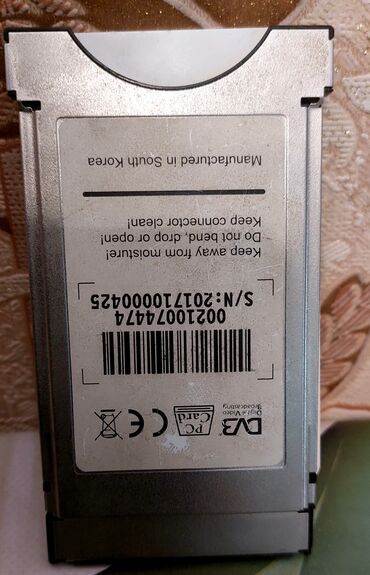 DVB
Digital Video
Broadcasting
PC
Card
CE
002100744474
S/N:201710000425
Keep away from moisture!
Do not bend, drop or open!
Keep connector clean!
Manufactured in South Korea